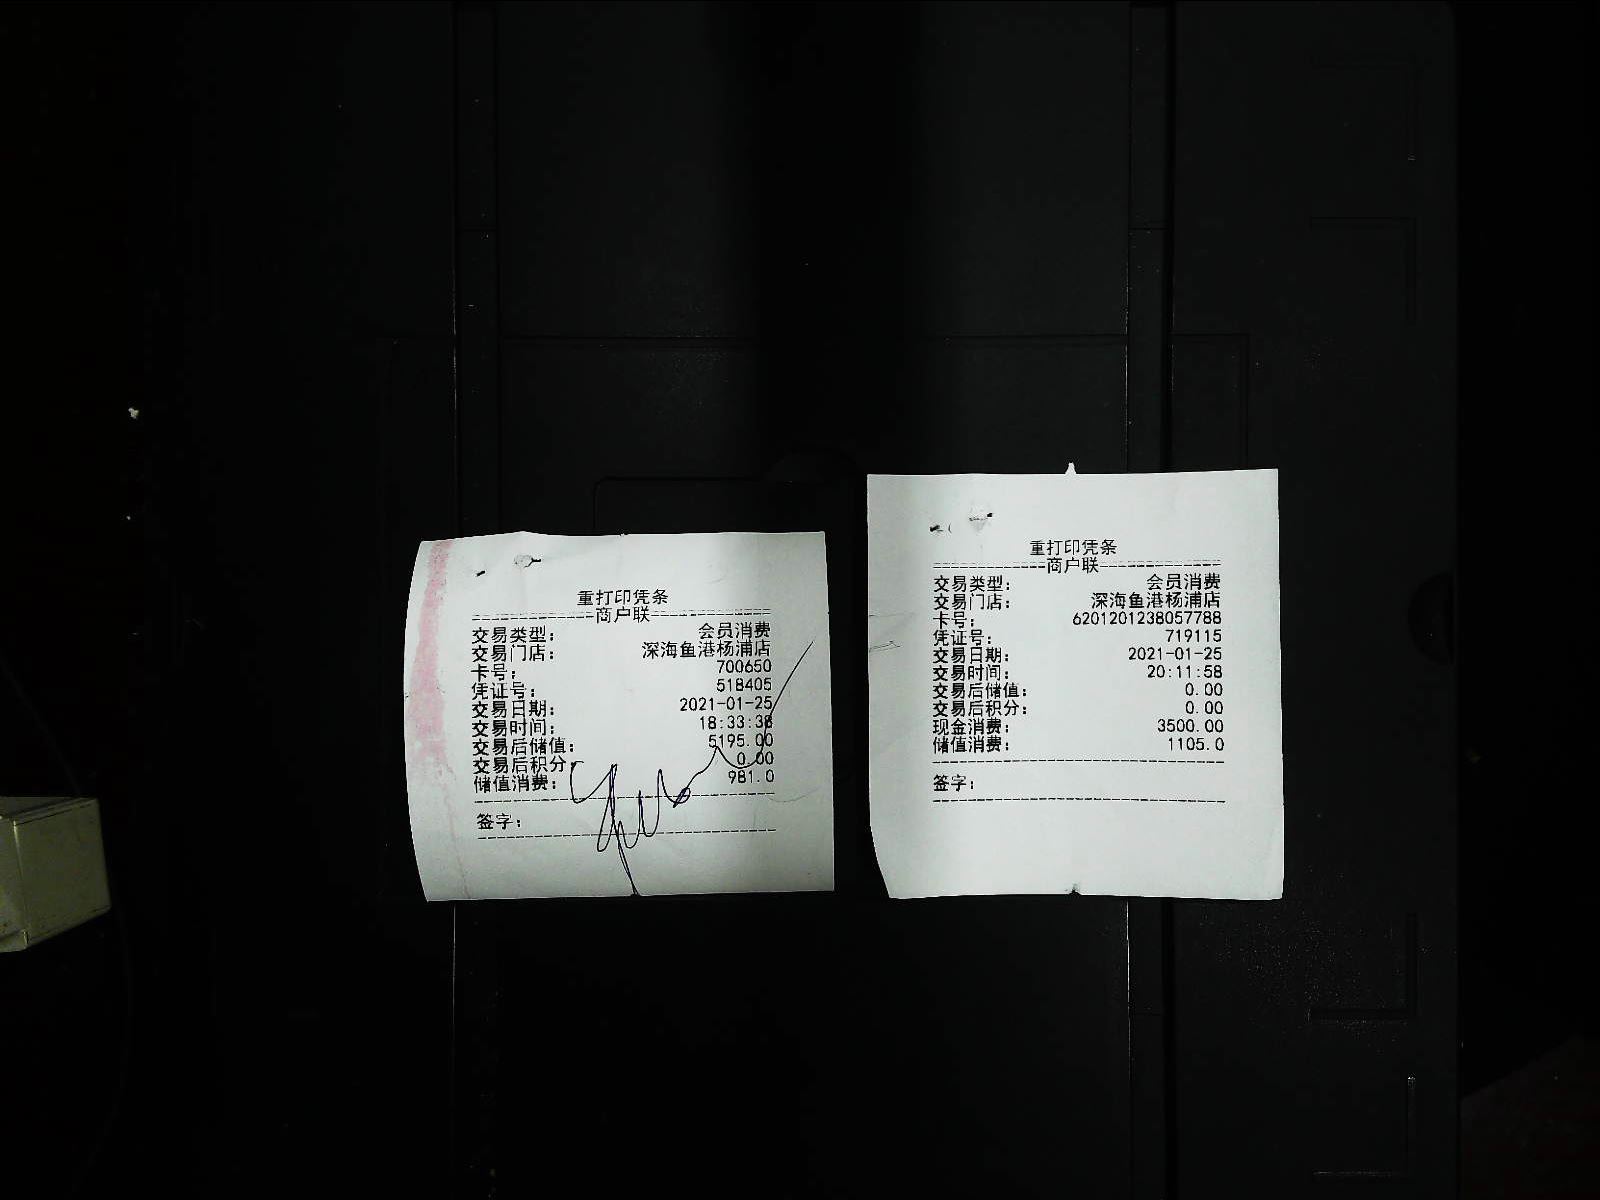 重打印凭条
商户联
交易类型: 会员消费
交易门店: 深海鱼港杨浦店
卡号: 700650
凭证号: 518405
交易日期: 2021-01-25
交易时间: 18:33:38
交易后储值: 5195.00
交易后积分: 0.00
储值消费: 981.0
签字:
重打印凭条
商户联
交易类型: 会员消费
交易门店: 深海鱼港杨浦店
卡号: 6201201238057788
凭证号: 719115
交易日期: 2021-01-25
交易时间: 20:11:58
交易后储值: 0.00
交易后积分: 0.00
现金消费: 3500.00
储值消费: 1105.0
签字: